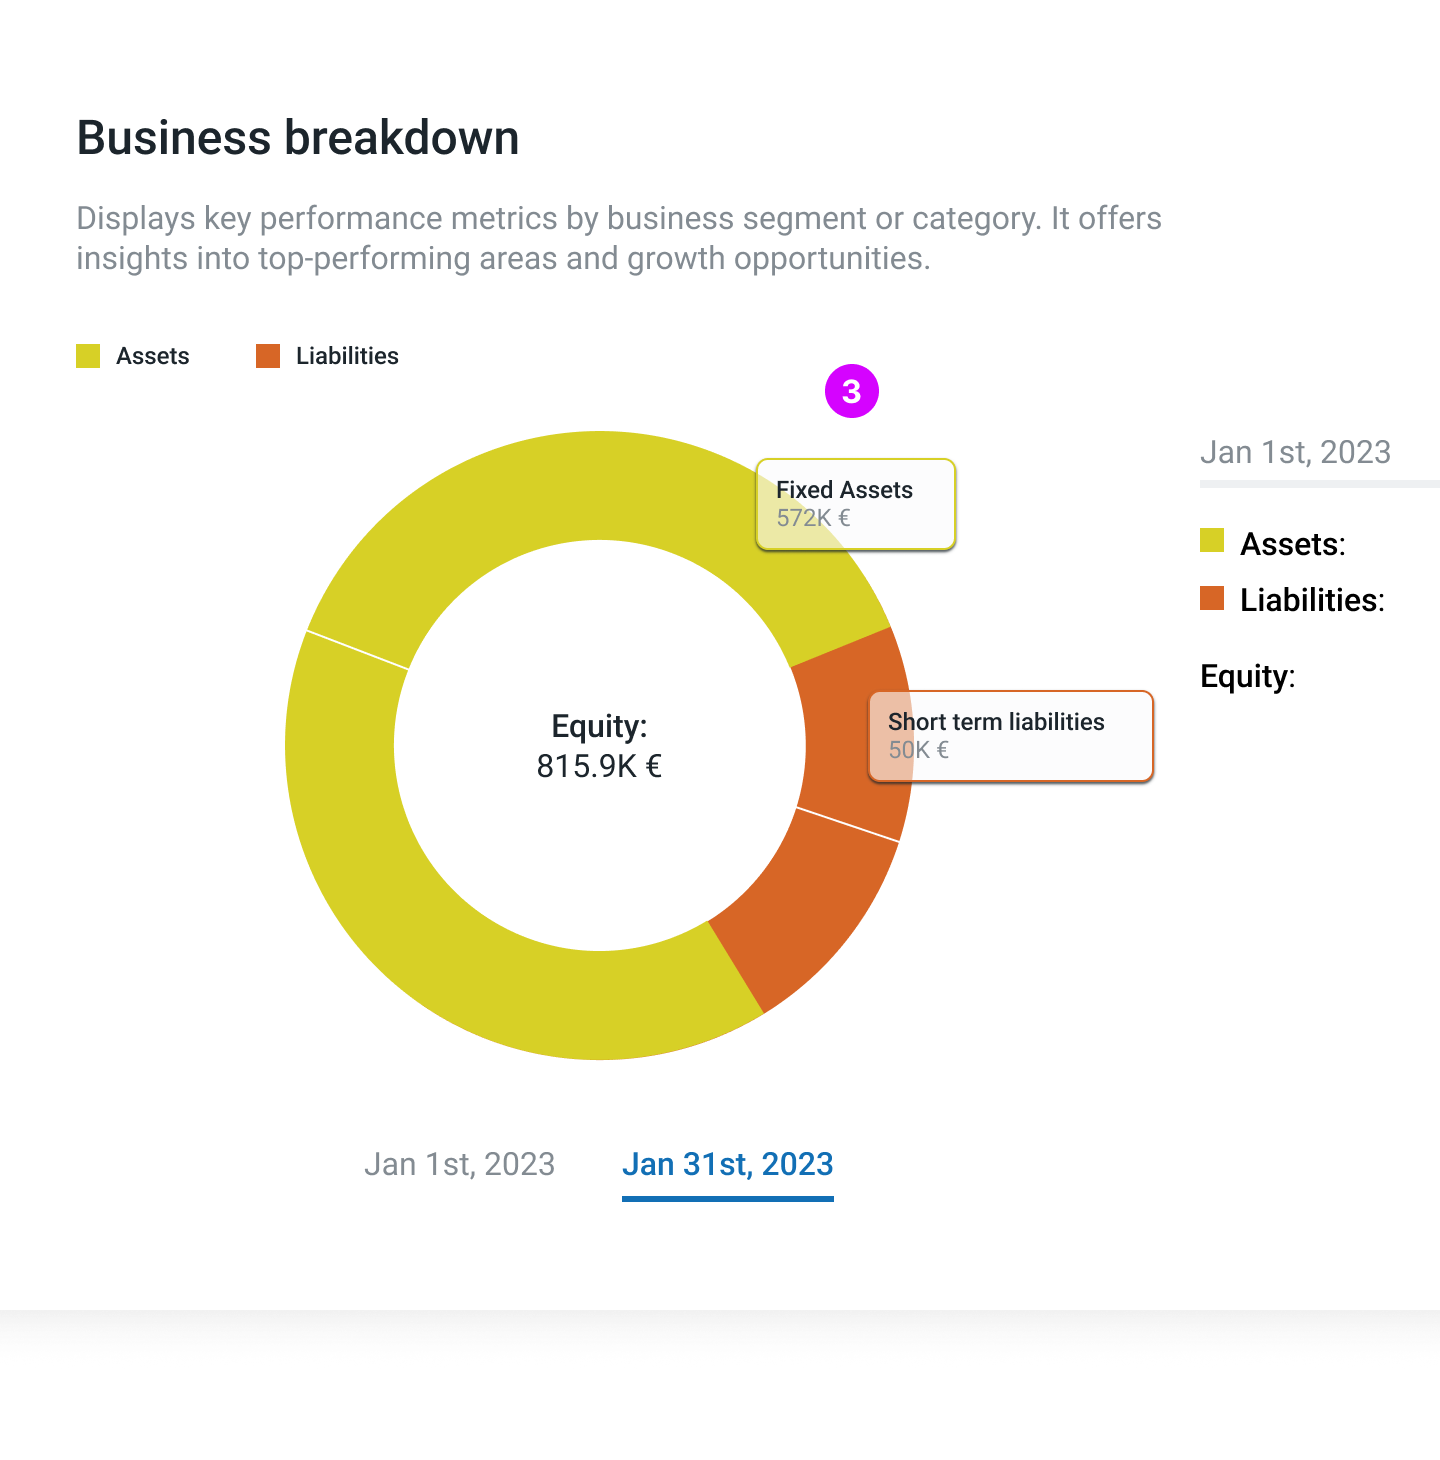 Business breakdown
Displays key performance metrics by business segment or category. It offers
insights into top-performing areas and growth opportunities.
Assets
Liabilities
3
Fixed Assets
572K €
Short term liabilities
50K €
Equity:
815.9K €
Jan 1st, 2023
Jan 31st, 2023
Jan 1st, 2023
Assets:
Liabilities:
Equity: